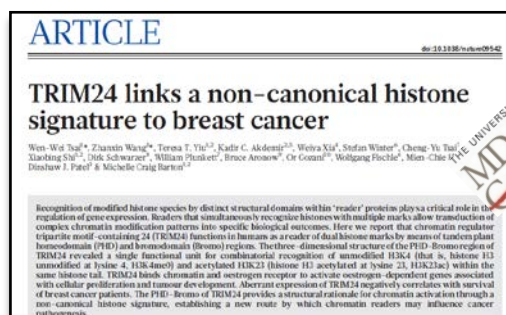 ARTICLE
doi:10.1038/nature09542
TRIM24 links a non-canonical histone
signature to breast cancer
Wen-Wei Tsai*, Zhanxin Wang*, Teresa T. Yiu, Kadir C. Akdemir, Weiya Xia, Stefan Winter, Cheng-Yu Tsai,
Xiaobing Shi, Dirk Schwarzer, William Plunkett, Bruce Aronow, Or Gozani, Wolfgang Fischle, Mien-Chie
Dinshaw J. Patel & Michelle Craig Barton
THE UNIVERS
MD
Recognition of modified histone species by distinct structural domains within 'reader' proteins plays a critical role in the
regulation of gene expression. Readers that simultaneously recognize histones with multiple marks allow transduction of
complex chromatin modification patterns into specific biological outcomes. Here we report that chromatin regulator
tripartite motif-containing 24 (TRIM24) functions in humans as a reader of dual histone marks by means of tandem plant
homeodomain (PHD) and bromodomain (Bromo) regions. The three-dimensional structure of the PHD-Bromo region of
TRIM24 revealed a single functional unit for combinatorial recognition of unmodified H3K4 (that is, histone H3
unmodified at lysine 4, H3K4me0) and acetylated H3K23 (histone H3 acetylated at lysine 23, H3K23ac) within the
same histone tail. TRIM24 binds chromatin and oestrogen receptor to activate oestrogen-dependent genes associated
with cellular proliferation and tumour development. Aberrant expression of TRIM24 negatively correlates with survival
of breast cancer patients. The PHD-Bromo of TRIM24 provides a structural rationale for chromatin activation through a
non-canonical histone signature, establishing a new route by which chromatin readers may influence cancer
pathogenesis.